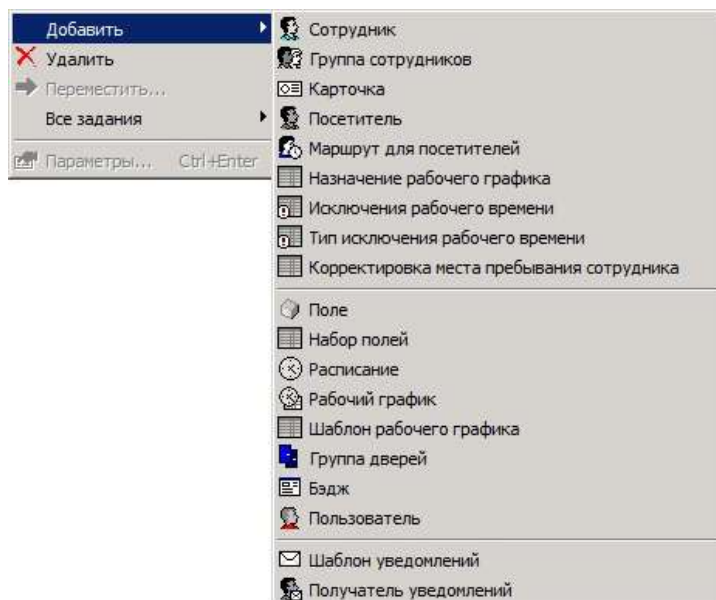 Добавить
Удалить
Переместить...
Все задания
Параметры... Ctrl+Enter
Сотрудник
Группа сотрудников
Карточка
Посетитель
Маршрут для посетителей
Назначение рабочего графика
Исключения рабочего времени
Тип исключения рабочего времени
Корректировка места пребывания сотрудника
Поле
Набор полей
Расписание
Рабочий график
Шаблон рабочего графика
Группа дверей
Бэдж
Пользователь
Шаблон уведомлений
Получатель уведомлений